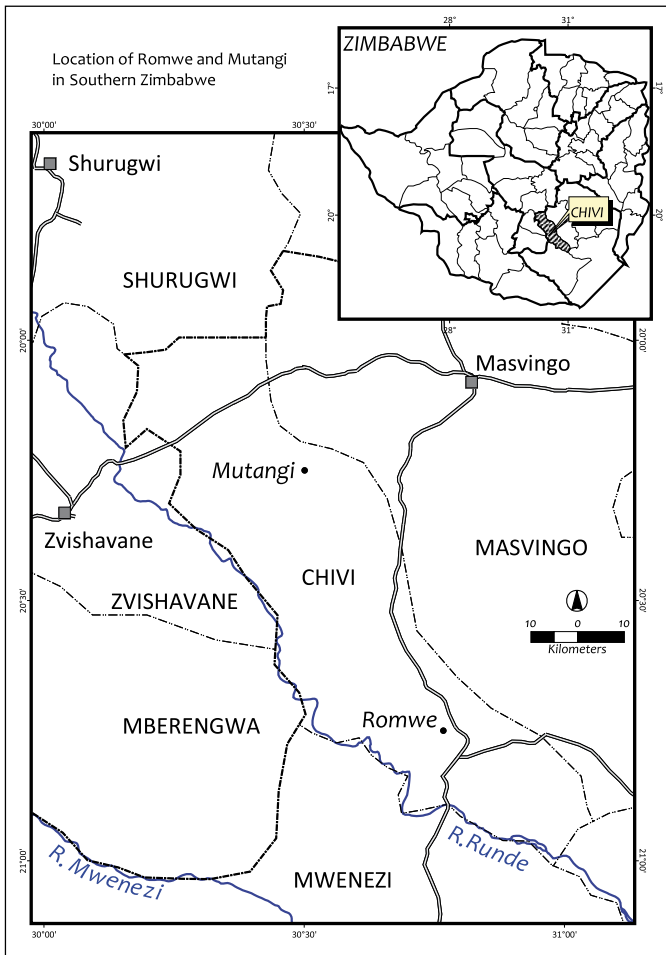 Location of Romwe and Mutangi
in Southern Zimbabwe
28° 31°
ZIMBABWE
17° 17°
20° 20°
CHIVI
28° 31°
30°00' 30°30'
Shurugwi
SHURUGWI
20°00' 20°00'
Masvingo
Mutangi
Zvishavane
MASVINGO
CHIVI
ZVISHAVANE
20°30' 20°30'
10 0 10
Kilometers
Romwe
MBERENGWA
R. Mwenezi
R.Runde
21°00' 21°00'
MWENEZI
30°00' 30°30' 31°00'